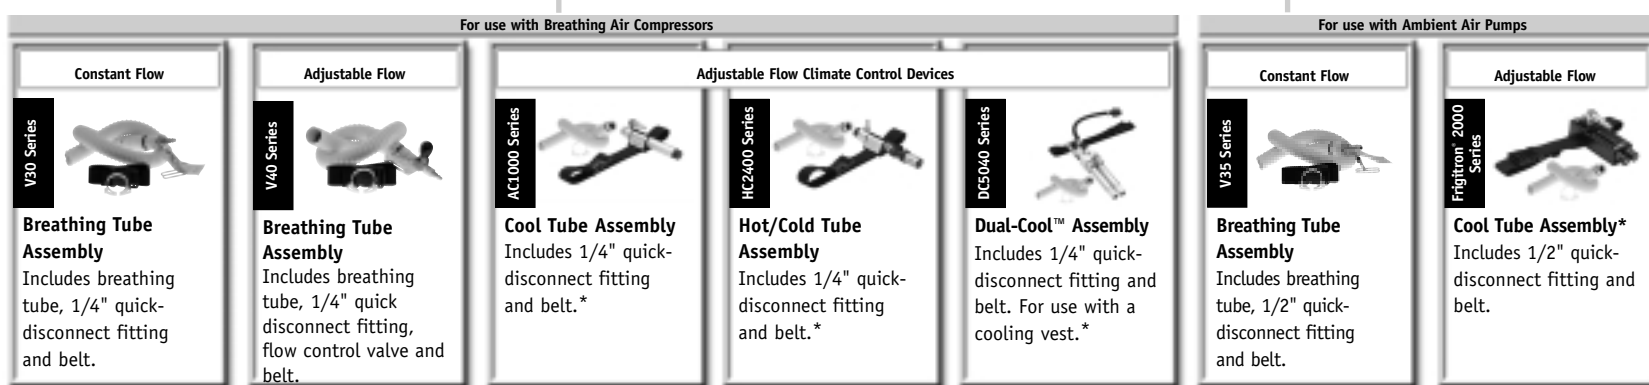 For use with Breathing Air Compressors
Constant Flow
V30 Series
Breathing Tube
Assembly
Includes breathing
tube, 1/4" quick-
disconnect fitting
and belt.
Adjustable Flow
V40 Series
Breathing Tube
Assembly
Includes breathing
tube, 1/4" quick
disconnect fitting,
flow control valve and
belt.
Adjustable Flow Climate Control Devices
AC1000 Series
Cool Tube Assembly
Includes 1/4" quick-
disconnect fitting
and belt.*
HC2400 Series
Hot/Cold Tube
Assembly
Includes 1/4" quick-
disconnect fitting
and belt.*
DC5040 Series
Dual-Cool™ Assembly
Includes 1/4" quick-
disconnect fitting and
belt. For use with a
cooling vest.*
For use with Ambient Air Pumps
Constant Flow
V35 Series
Breathing Tube
Assembly
Includes breathing
tube, 1/2" quick-
disconnect fitting
and belt.
Adjustable Flow
Frigitron® 2000
Series
Cool Tube Assembly*
Includes 1/2" quick-
disconnect fitting and
belt.